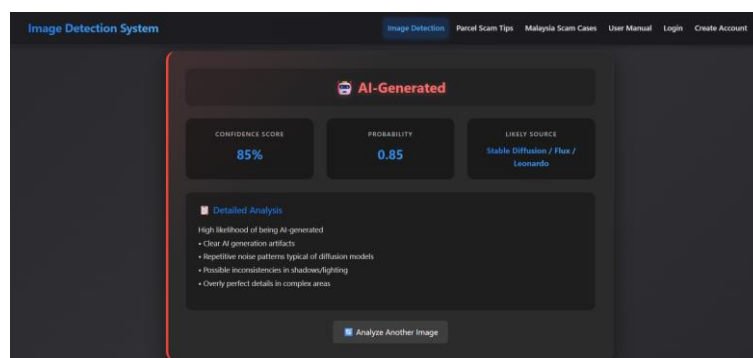 Image Detection System
Image Detection Parcel Scam Tips Malaysia Scam Cases User Manual Login Create Account
AI-Generated
CONFIDENCE SCORE PROBABILITY LIKELY SOURCE
85% 0.85 Stable Diffusion / Flux /
Leonardo
Detailed Analysis
High likelihood of being AI-generated
• Clear AI generation artifacts
• Repetitive noise patterns typical of diffusion models
• Possible inconsistencies in shadows/lighting
• Overly perfect details in complex areas
Analyze Another Image